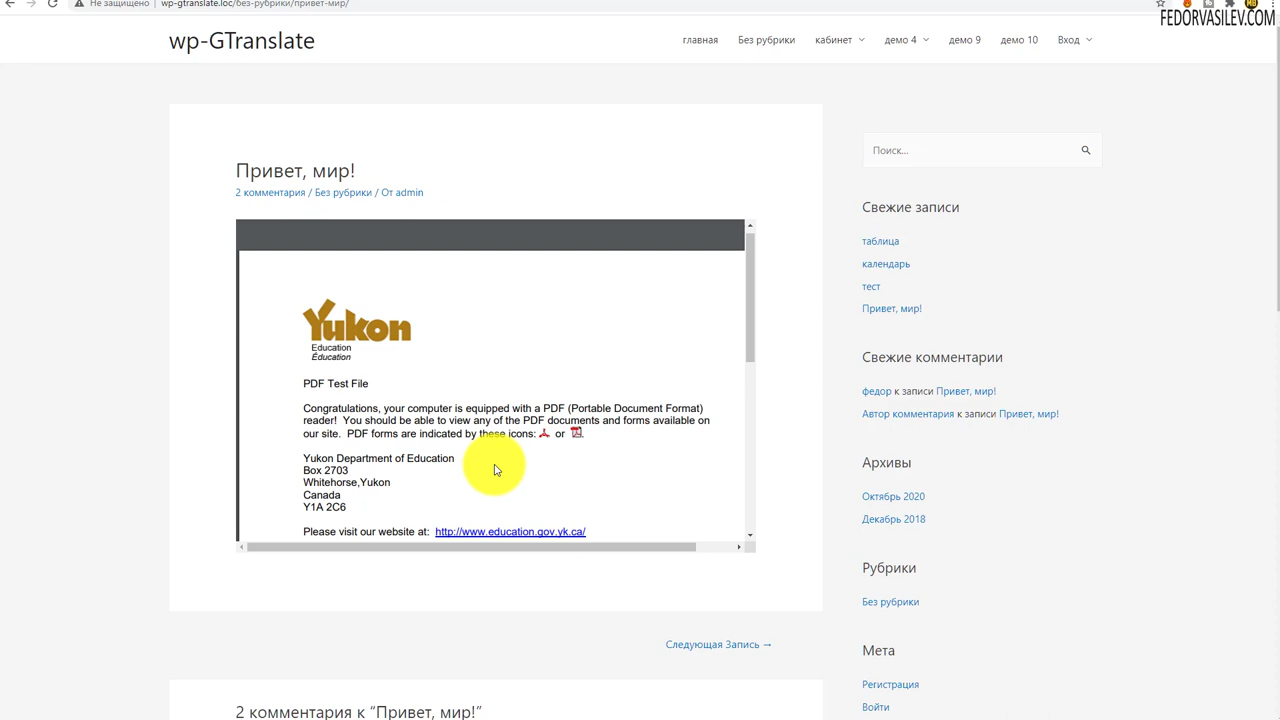 Не защищено
wp-gtranslate.loc/без-рубрики/привет-мир/
FEDORVASILEV.COM
wp-GTranslate
главная
Без рубрики
кабинет
демо 4
демо 9
демо 10
Вход
Привет, мир!
2 комментария / Без рубрики / От admin
Yukon
Education
Éducation
PDF Test File
Congratulations, your computer is equipped with a PDF (Portable Document Format)
reader! You should be able to view any of the PDF documents and forms available on
our site. PDF forms are indicated by these icons: or .
Yukon Department of Education
Box 2703
Whitehorse,Yukon
Canada
Y1A 2C6
Please visit our website at: http://www.education.gov.yk.ca/
Следующая Запись →
2 комментария к “Привет, мир!”
Поиск...
Свежие записи
таблица
календарь
тест
Привет, мир!
Свежие комментарии
федор к записи Привет, мир!
Автор комментария к записи Привет, мир!
Архивы
Октябрь 2020
Декабрь 2018
Рубрики
Без рубрики
Мета
Регистрация
Войти